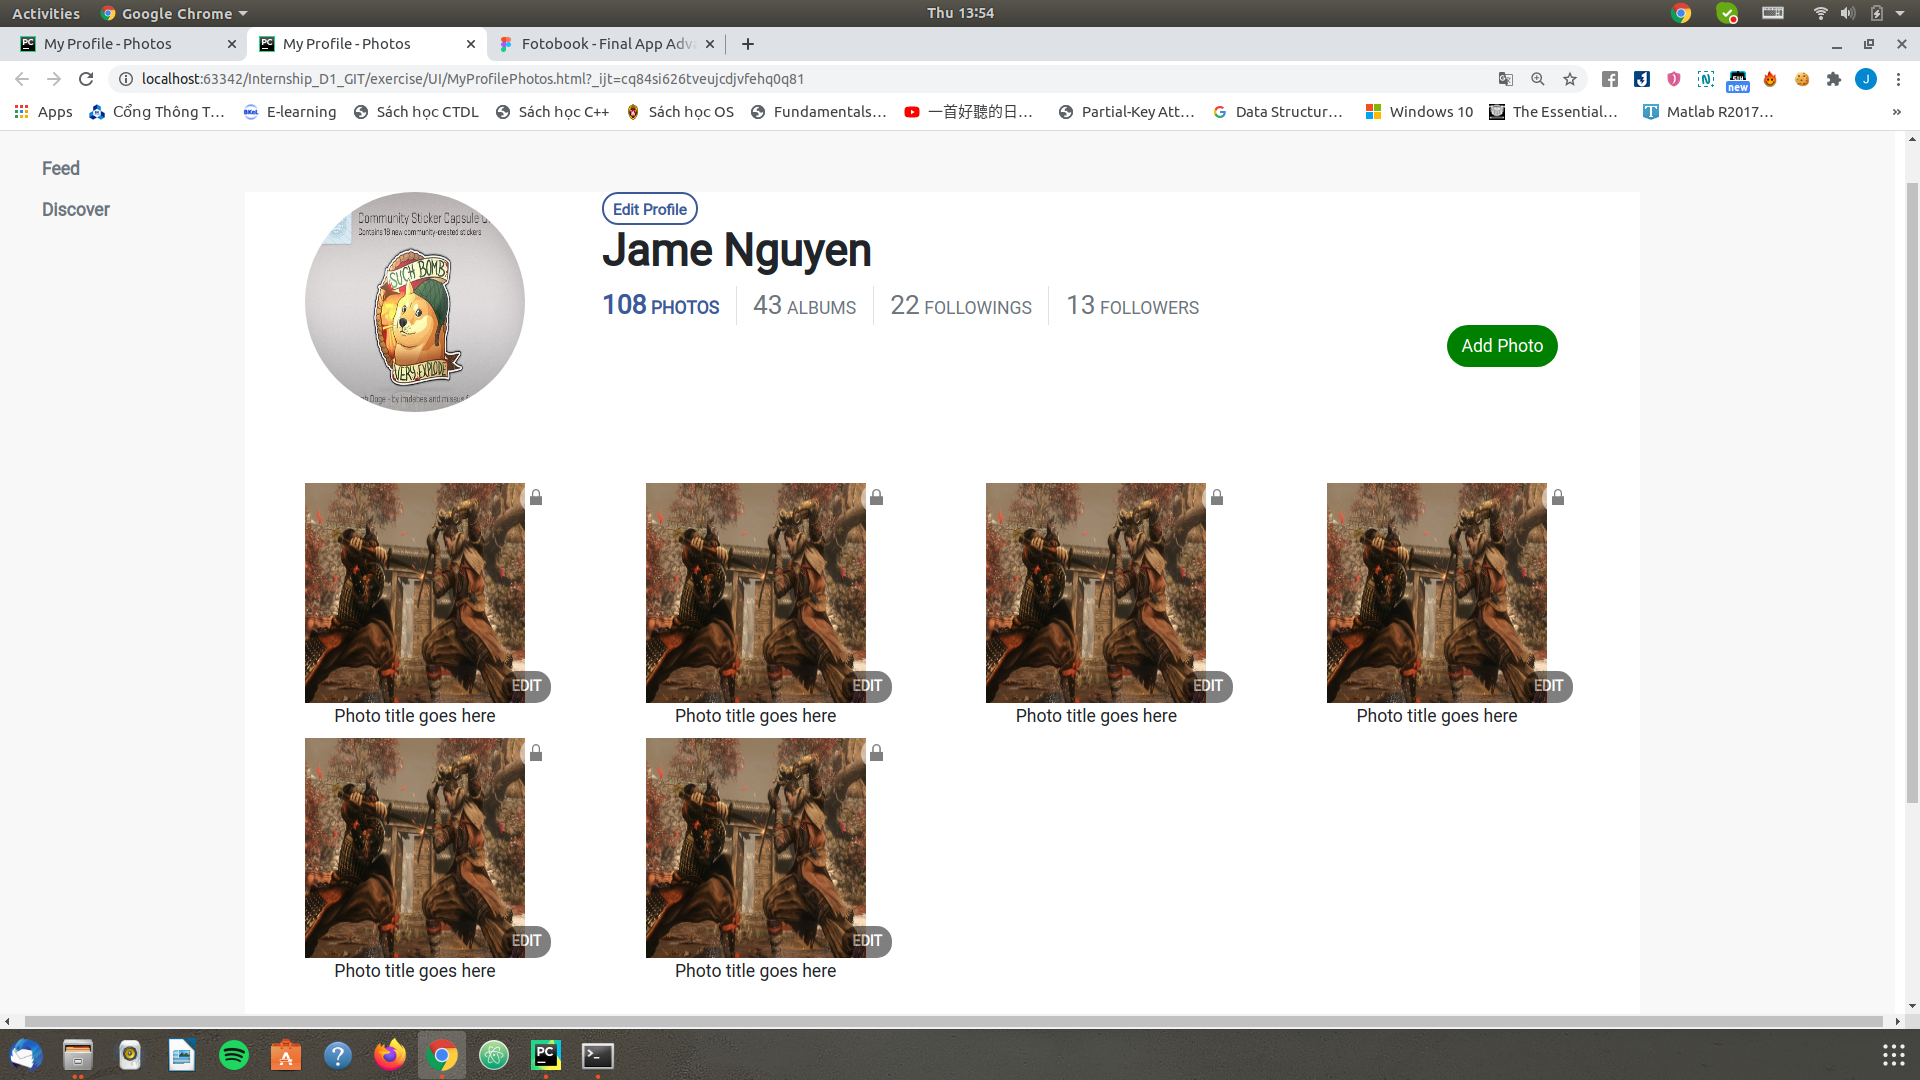 Activities
Google Chrome
Thu 13:54
My Profile - Photos
My Profile - Photos
Fotobook - Final App Adv
localhost:63342/Internship_D1_GIT/exercise/UI/MyProfilePhotos.html?_ijt=cq84si626tveujcdjvfehq0q81
new
J
Apps
Cổng Thông T…
E-learning
Sách học CTDL
Sách học C++
Sách học OS
Fundamentals…
一首好聽的日…
Partial-Key Att…
Data Structur…
Windows 10
The Essential…
Matlab R2017…
»
Feed
Discover
Community Sticker Capsule
Contains 18 new community-created stickers
SUCH BOMB
VERY EXPLODE
Doge - by imdabes and missus
Edit Profile
Jame Nguyen
108 PHOTOS
43 ALBUMS
22 FOLLOWINGS
13 FOLLOWERS
Add Photo
EDIT
EDIT
EDIT
EDIT
Photo title goes here
Photo title goes here
Photo title goes here
Photo title goes here
EDIT
EDIT
Photo title goes here
Photo title goes here